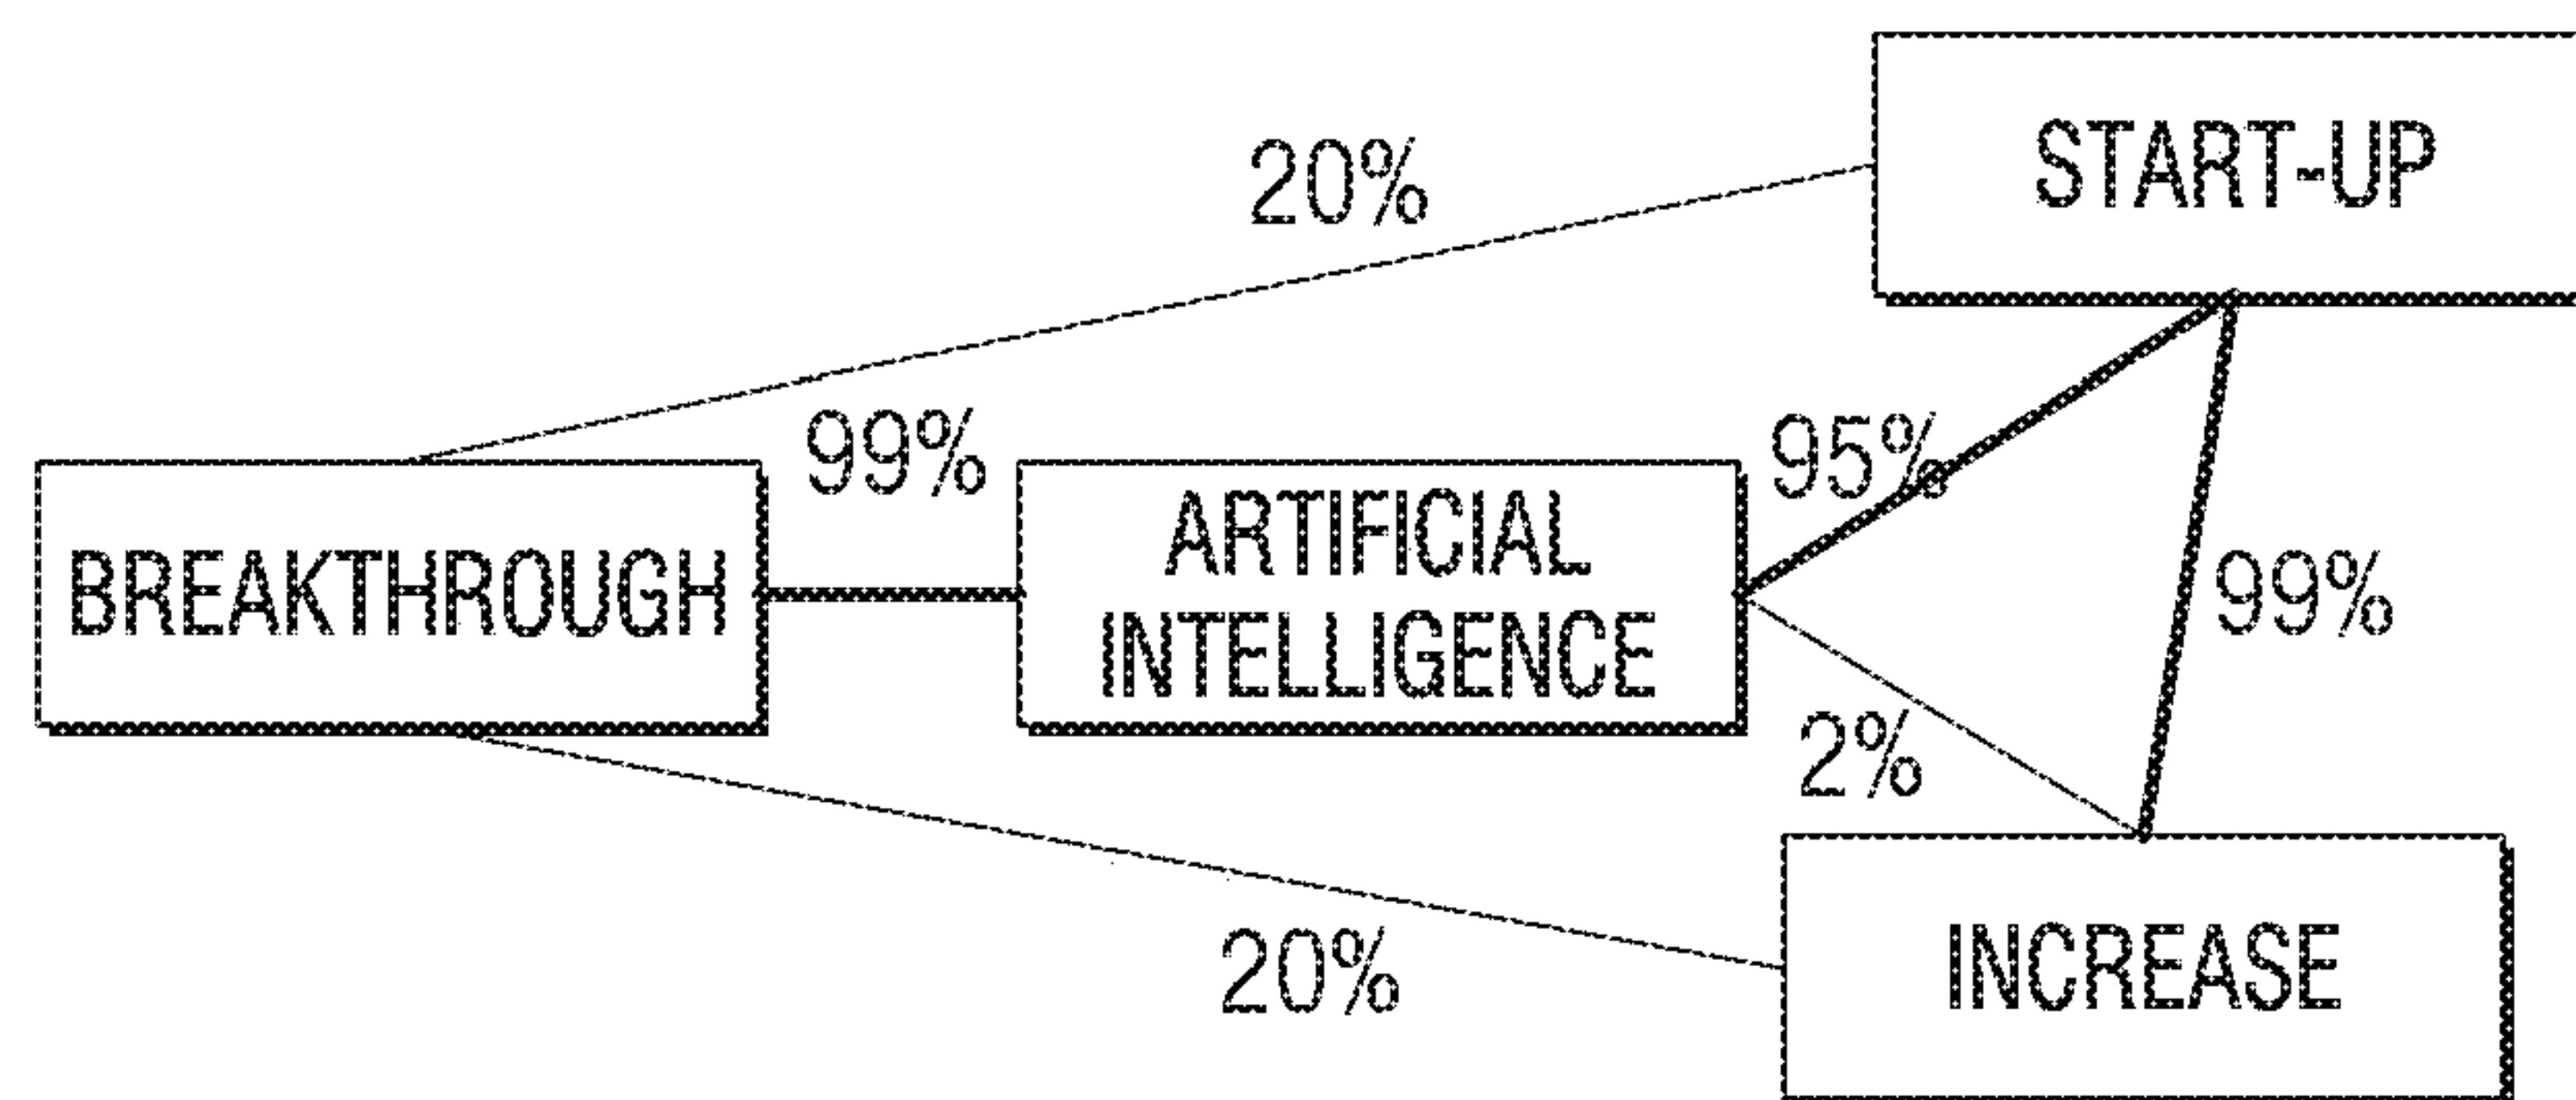 START-UP
20%
99%
95%
BREAKTHROUGH
ARTIFICIAL
INTELLIGENCE
99%
2%
20%
INCREASE